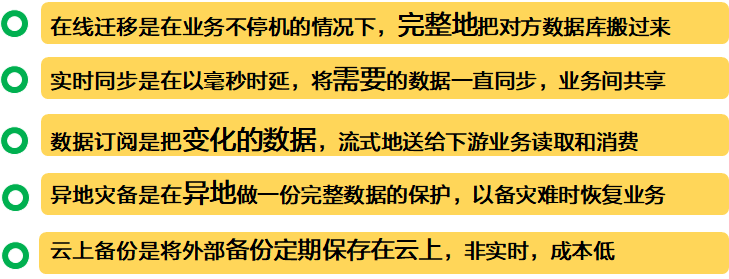 在线迁移是在业务不停机的情况下，完整地把对方数据库搬过来
实时同步是在以毫秒时延，将需要的数据一直同步，业务间共享
数据订阅是把变化的数据，流式地送给下游业务读取和消费
异地灾备是在异地做一份完整数据的保护，以备灾难时恢复业务
云上备份是将外部备份定期保存在云上，非实时，成本低